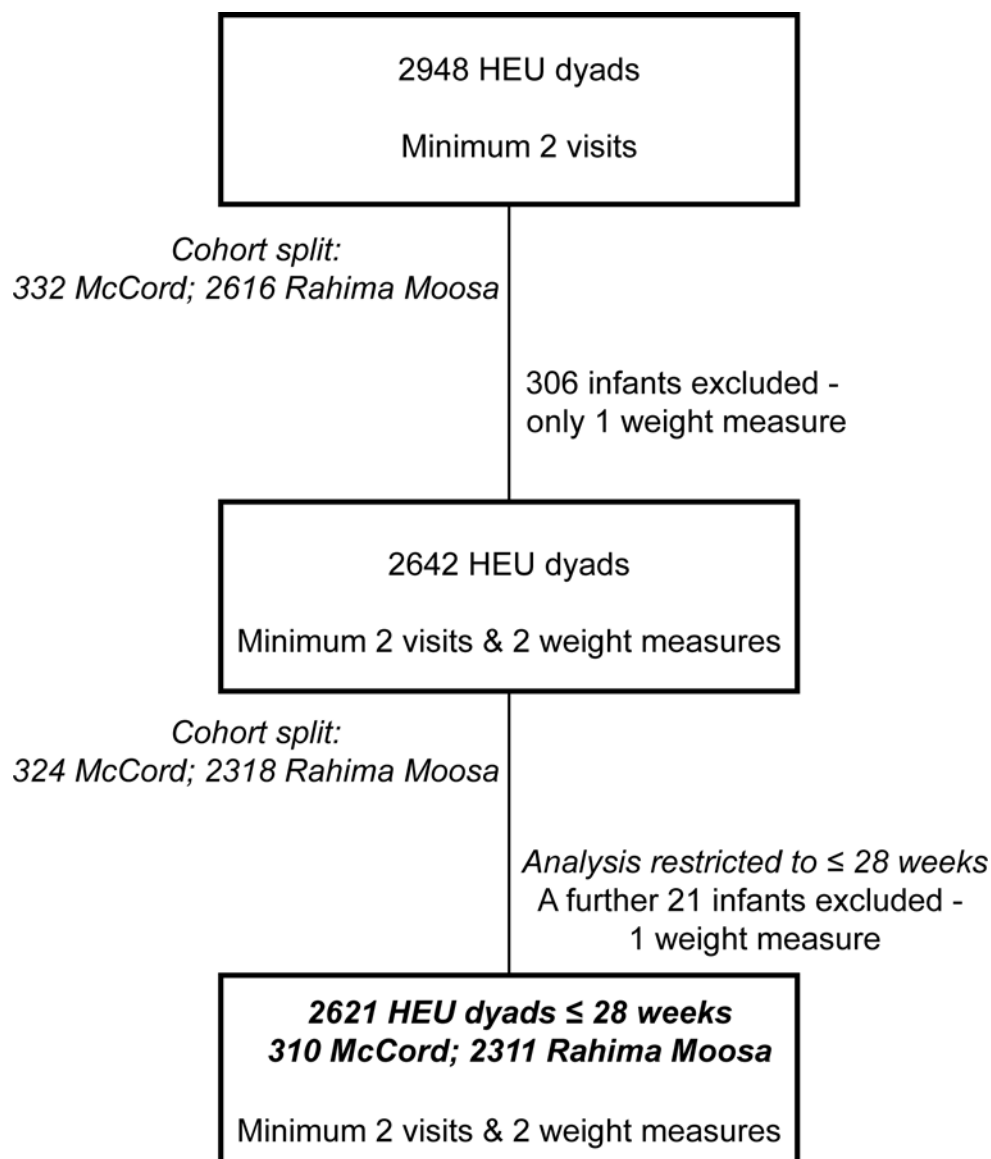 2948 HEU dyads
Minimum 2 visits
Cohort split:
332 McCord; 2616 Rahima Moosa
306 infants excluded -
only 1 weight measure
2642 HEU dyads
Minimum 2 visits & 2 weight measures
Cohort split:
324 McCord; 2318 Rahima Moosa
Analysis restricted to ≤ 28 weeks
A further 21 infants excluded -
1 weight measure
2621 HEU dyads ≤ 28 weeks
310 McCord; 2311 Rahima Moosa
Minimum 2 visits & 2 weight measures